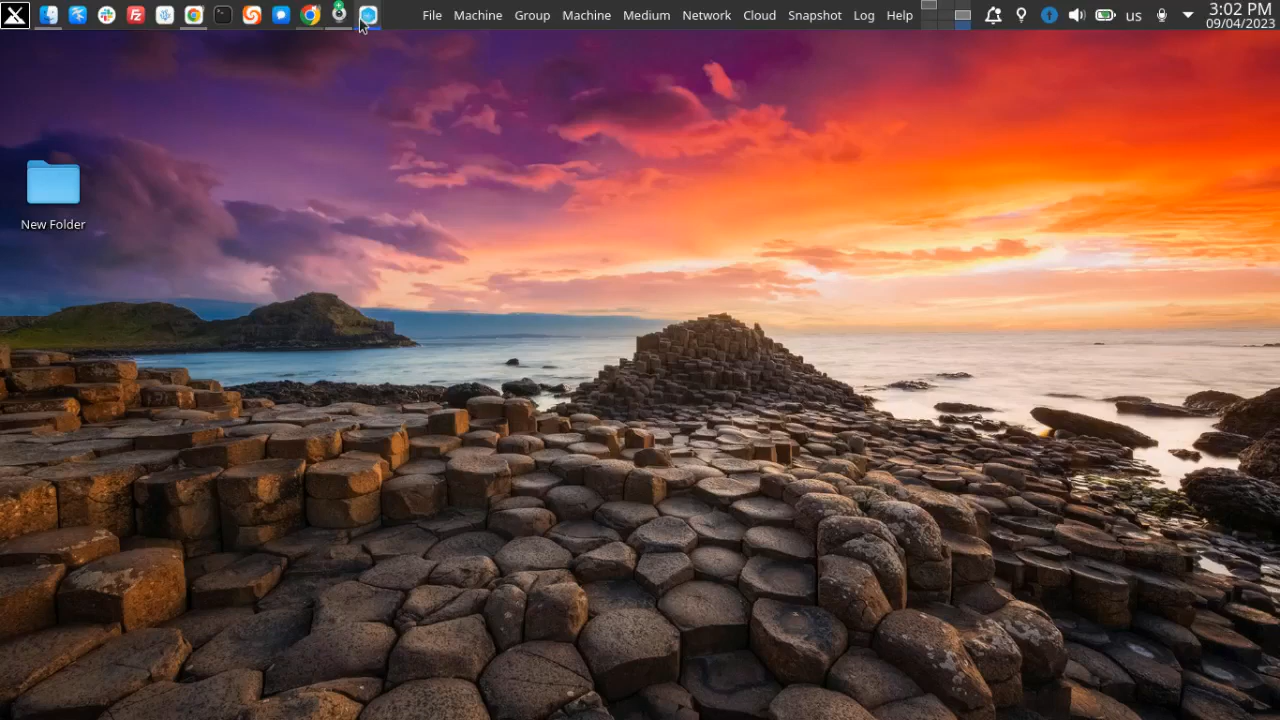 File Machine Group Machine Medium Network Cloud Snapshot Log Help
us
3:02 PM
09/04/2023
New Folder